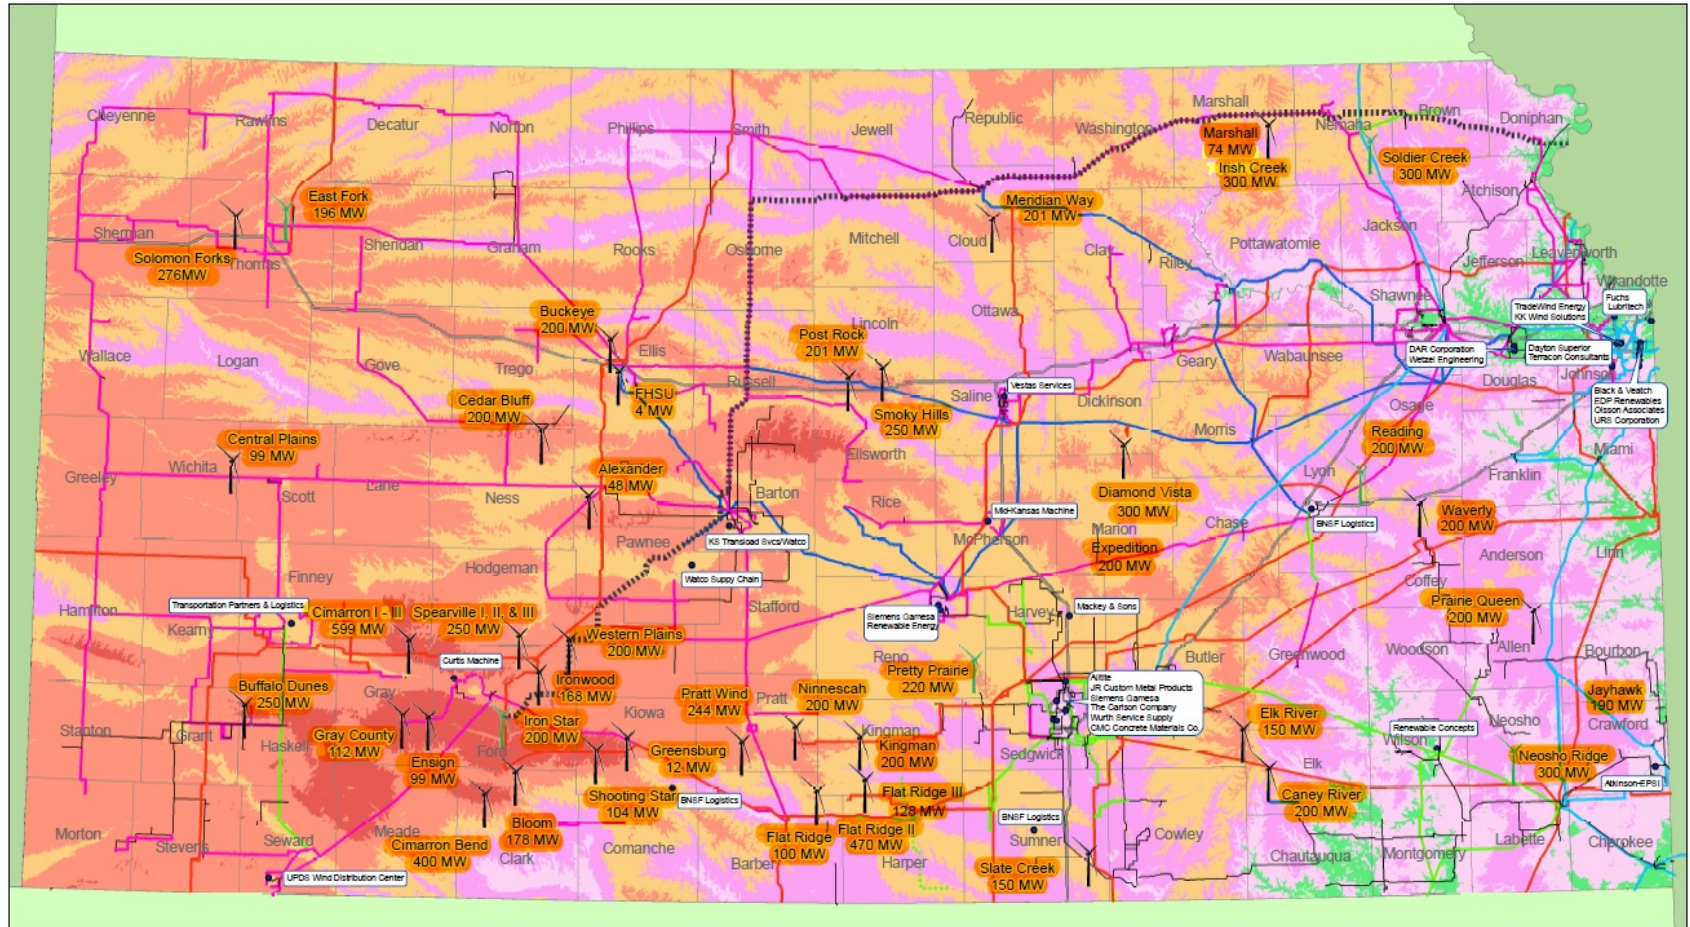 Cheyenne
Rawlins
Decatur
Norton
Phillips
Smith
Jewell
Republic
Washington
Marshall
Nemaha
Brown
Doniphan
Marshall
74 MW
Irish Creek
300 MW
Soldier Creek
300 MW
Atchison
East Fork
196 MW
Meridian Way
201 MW
Sherman
Solomon Forks
276MW
Thomas
Sheridan
Graham
Rooks
Osborne
Mitchell
Cloud
Clay
Riley
Pottawatomie
Jackson
Jefferson
Leavenworth
Wyandotte
Buckeye
200 MW
Post Rock
201 MW
Lincoln
Ottawa
Shawnee
TradeWind Energy
KK Wind Solutions
Fuchs
Lubritech
Wallace
Logan
Gove
Trego
Ellis
Russell
Saline
Vestas Services
Dickinson
Geary
Wabaunsee
DAR Corporation
Wetzel Engineering
Dayton Superior
Terracon Consultants
Douglas
Johnson
FHSU
4 MW
Cedar Bluff
200 MW
Smoky Hills
250 MW
Black & Veatch
EDP Renewables
Olsson Associates
URS Corporation
Osage
Morris
Reading
200 MW
Miami
Central Plains
99 MW
Wichita
Greeley
Scott
Lane
Ness
Alexander
48 MW
Barton
Ellsworth
Rice
Diamond Vista
300 MW
Lyon
Franklin
Mid-Kansas Machine
McPherson
Marion
Chase
BNSF Logistics
Waverly
200 MW
KS Transload Svcs/Watco
Pawnee
Expedition
200 MW
Anderson
Linn
Finney
Hodgeman
Watco Suppy Chain
Coffey
Hamilton
Transportation Partners & Logistics
Kearny
Cimarron I - III
599 MW
Spearville I, II, & III
250 MW
Stafford
Siemens Gamesa
Renewable Energy
Harvey
Mackey & Sons
Prairie Queen
200 MW
Western Plains
200 MW
Curtis Machine
Reno
Butler
Greenwood
Woodson
Allen
Bourbon
Buffalo Dunes
250 MW
Gray
Ironwood
168 MW
Pratt Wind
244 MW
Pratt
Ninnescah
200 MW
Pretty Prairie
220 MW
Alltite
JR Custom Metal Products
Siemens Gamesa
The Carlson Company
Wurth Service Supply
CMC Concrete Materials Co.
Jayhawk
190 MW
Crawford
Stanton
Grant
Haskell
Gray County
112 MW
Ensign
99 MW
Ford
Iron Star
200 MW
Kiowa
Greensburg
12 MW
Kingman
Kingman
200 MW
Sedgwick
Elk River
150 MW
Elk
Renewable Concepts
Wilson
Neosho
Neosho Ridge
300 MW
Atkinson-EPSI
Shooting Star
104 MW
BNSF Logistics
Flat Ridge III
128 MW
Caney River
200 MW
Morton
Stevens
Seward
Meade
Cimarron Bend
400 MW
Bloom
178 MW
Clark
Comanche
Barber
Flat Ridge
100 MW
Flat Ridge II
470 MW
Harper
BNSF Logistics
Sumner
Slate Creek
150 MW
Cowley
Chautauqua
Montgomery
Labette
Cherokee
UPDS Wind Distribution Center